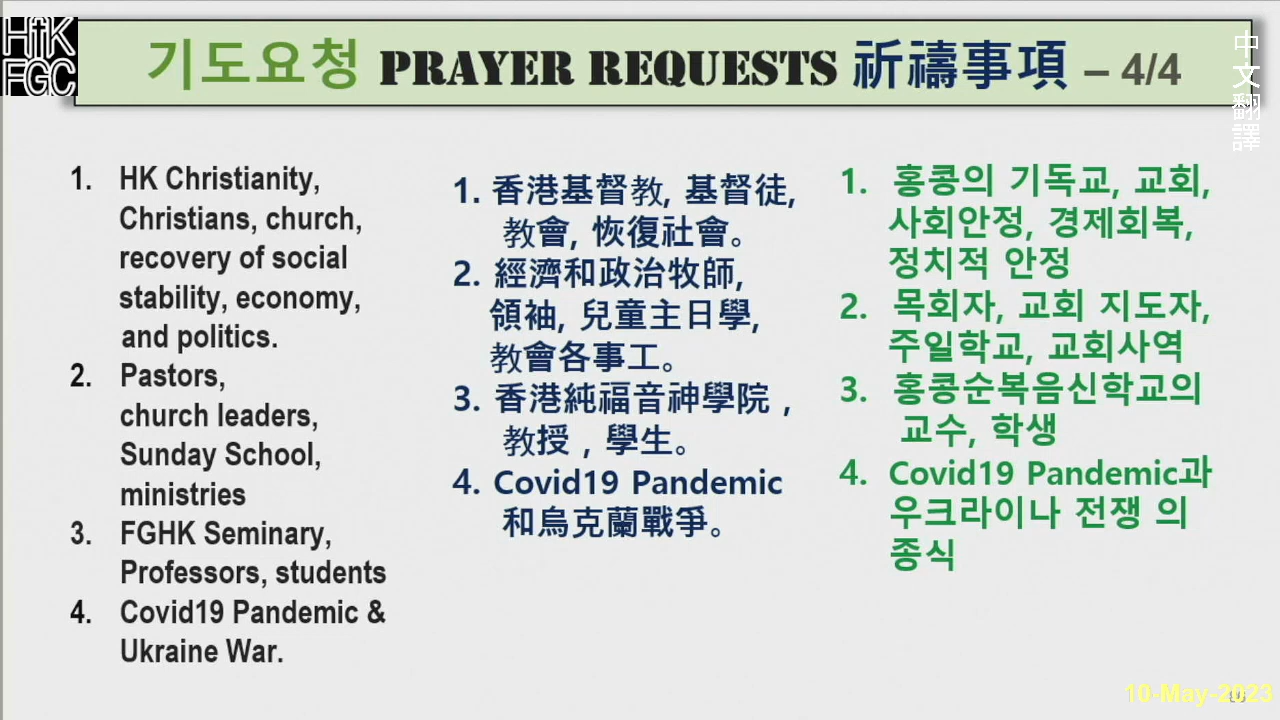 HfK
FGC
기도요청 PRAYER REQUESTS 祈禱事項 – 4/4
中文翻譯
1. HK Christianity,
Christians, church,
recovery of social
stability, economy,
and politics.
2. Pastors,
church leaders,
Sunday School,
ministries
3. FGHK Seminary,
Professors, students
4. Covid19 Pandemic &
Ukraine War.
1. 香港基督教, 基督徒,
教會, 恢復社會。
2. 經濟和政治牧師,
領袖, 兒童主日學,
教會各事工。
3. 香港純福音神學院 ,
教授 , 學生。
4. Covid19 Pandemic
和烏克蘭戰爭。
1. 홍콩의 기독교, 교회,
사회안정, 경제회복,
정치적 안정
2. 목회자, 교회 지도자,
주일학교, 교회사역
3. 홍콩순복음신학교의
교수, 학생
4. Covid19 Pandemic과
우크라이나 전쟁 의
종식
10-May-2023